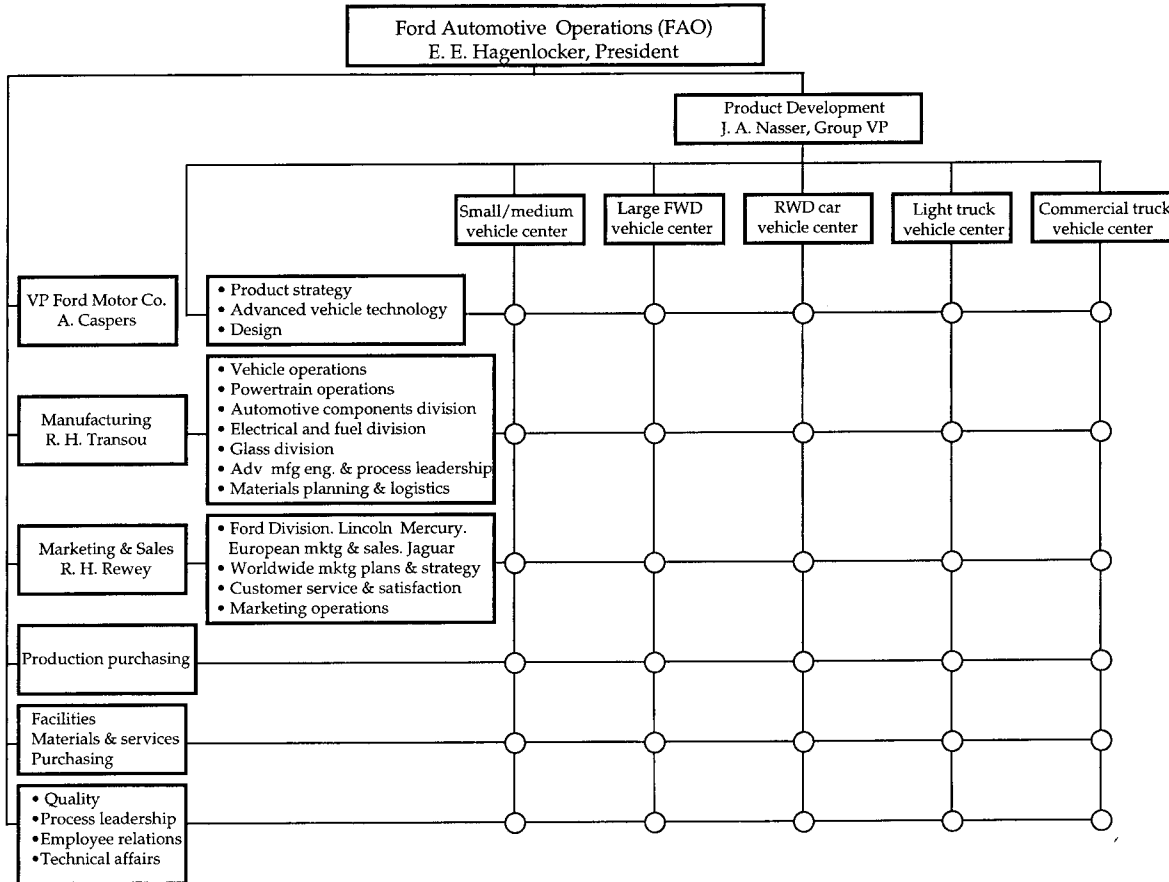 Ford Automotive Operations (FAO)
E. E. Hagenlocker, President
Product Development
J. A. Nasser, Group VP
Small/medium
vehicle center
Large FWD
vehicle center
RWD car
vehicle center
Light truck
vehicle center
Commercial truck
vehicle center
VP Ford Motor Co.
A. Caspers
• Product strategy
• Advanced vehicle technology
• Design
Manufacturing
R. H. Transou
• Vehicle operations
• Powertrain operations
• Automotive components division
• Electrical and fuel division
• Glass division
• Adv mfg eng. & process leadership
• Materials planning & logistics
Marketing & Sales
R. H. Rewey
• Ford Division. Lincoln Mercury.
European mktg & sales. Jaguar
• Worldwide mktg plans & strategy
• Customer service & satisfaction
• Marketing operations
Production purchasing
Facilities
Materials & services
Purchasing
• Quality
• Process leadership
• Employee relations
• Technical affairs